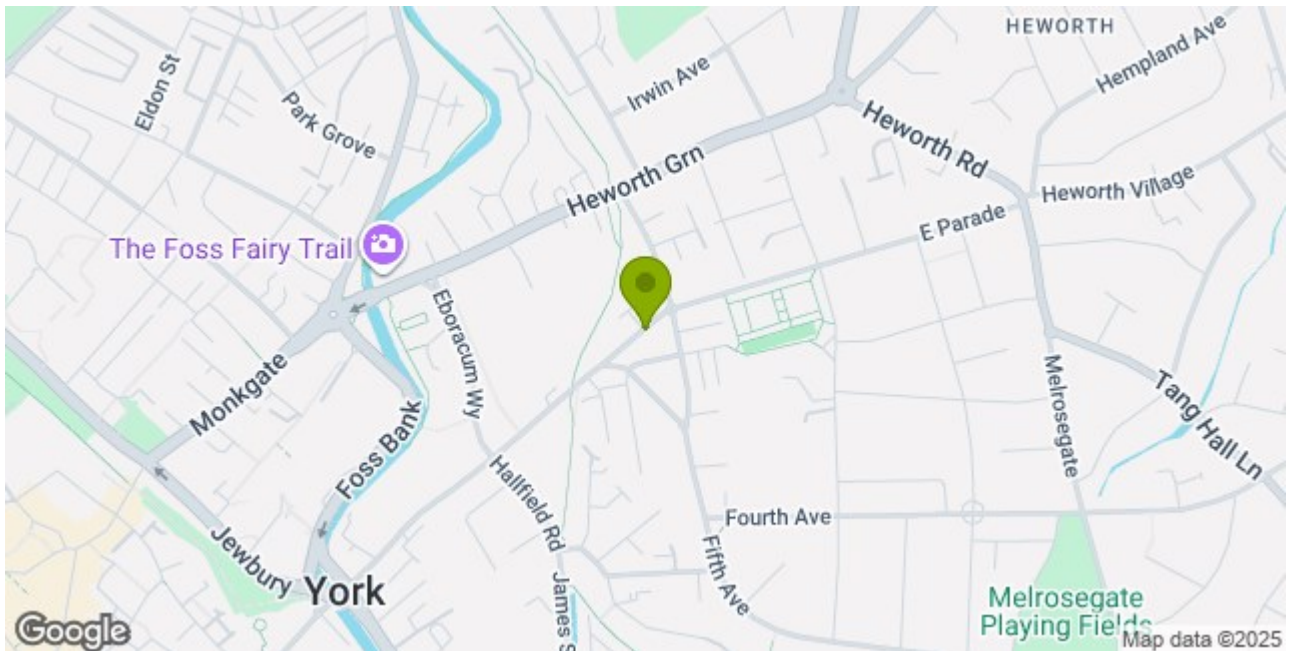 HEWORTH
Hempland Ave
Eldon St
Irwin Ave
Park Grove
Heworth Rd
Heworth Grn
Heworth Village
E Parade
The Foss Fairy Trail
Eboracum Wy
Monkgate
Melrosegate
Tang Hall Ln
Foss Bank
Hallfield Rd
Fourth Ave
Jewbury
Fifth Ave
James S
York
Melrosegate
Playing Fields
Google
Map data ©2025